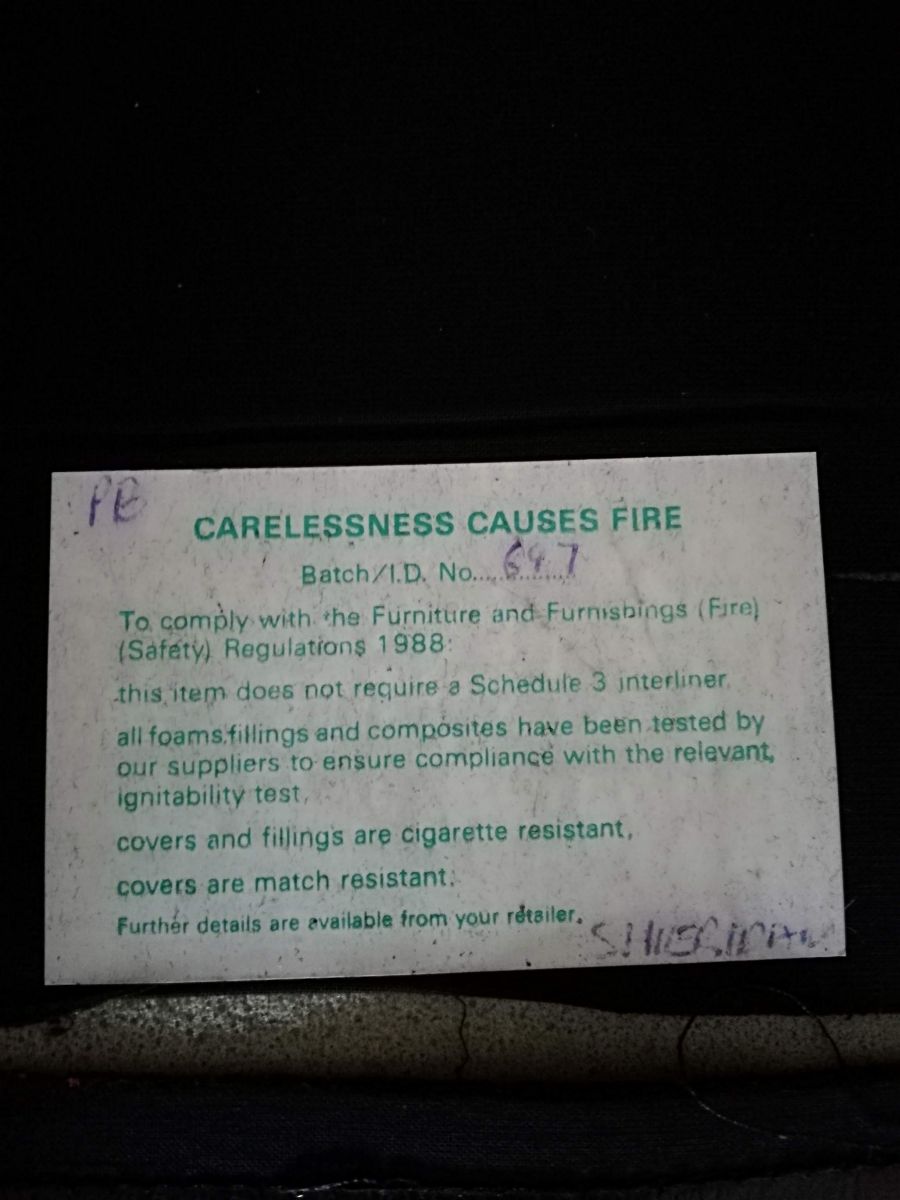 PB
CARELESSNESS CAUSES FIRE
Batch/I.D. No.....647......
To comply with the Furniture and Furnishings (Fire)
(Safety) Regulations 1988:
this item does not require a Schedule 3 interliner,
all foams, fillings and composites have been tested by
our suppliers to ensure compliance with the relevant,
ignitability test,
covers and fillings are cigarette resistant,
covers are match resistant.
Further details are available from your retailer.